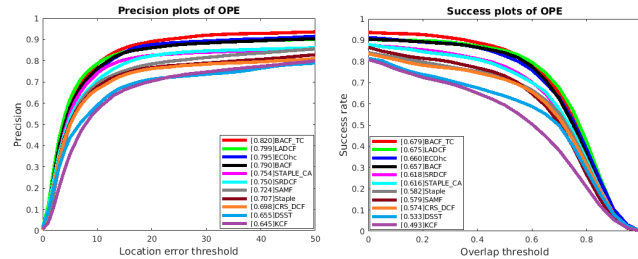 Precision plots of OPE
1
0.9
0.8
0.7
0.6
0.5
0.4
0.3
0.2
0.1
0
Precision
[0.820]BACF_TC
[0.799]LADCF
[0.795]ECOhc
[0.790]BACF
[0.754]STAPLE_CA
[0.750]SRDCF
[0.724]SAMF
[0.707]Staple
[0.698]CRS_DCF
[0.655]DSST
[0.645]KCF
0 10 20 30 40 50
Location error threshold
Success plots of OPE
1
0.9
0.8
0.7
0.6
0.5
0.4
0.3
0.2
0.1
0
Success rate
[0.679]BACF_TC
[0.675]LADCF
[0.660]ECOhc
[0.657]BACF
[0.618]SRDCF
[0.616]STAPLE_CA
[0.582]Staple
[0.579]SAMF
[0.574]CRS_DCF
[0.533]DSST
[0.493]KCF
0 0.2 0.4 0.6 0.8
Overlap threshold